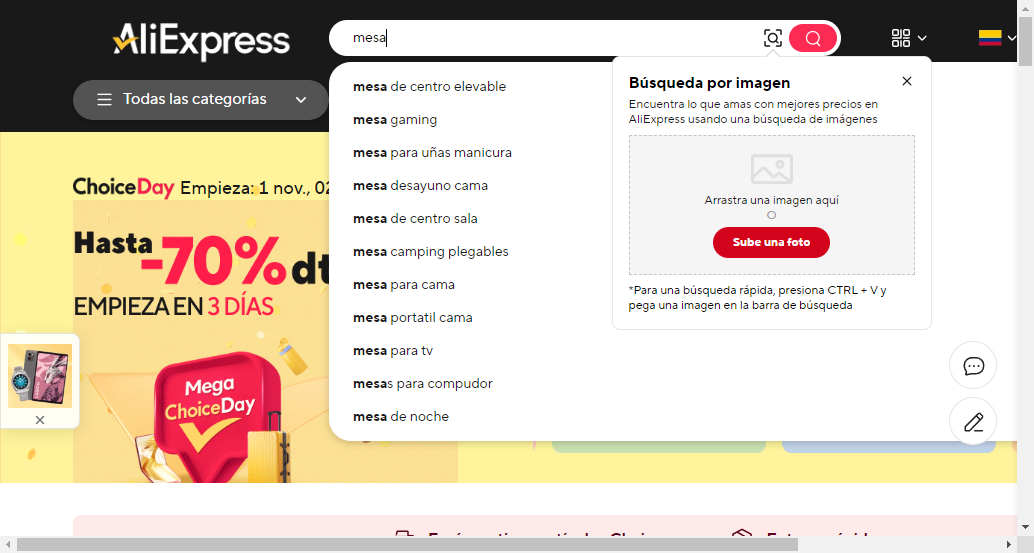 AliExpress
mesa
Todas las categorías
mesa de centro elevable
mesa gaming
mesa para uñas manicura
mesa desayuno cama
mesa de centro sala
mesa camping plegables
mesa para cama
mesa portatil cama
mesa para tv
mesas para compudor
mesa de noche
Búsqueda por imagen
Encuentra lo que amas con mejores precios en
AliExpress usando una búsqueda de imágenes
Arrastra una imagen aquí
O
Sube una foto
*Para una búsqueda rápida, presiona CTRL + V y
pega una imagen en la barra de búsqueda
ChoiceDay Empieza: 1 nov., 02
Hasta -70% dt
EMPIEZA EN 3 DÍAS
Mega
ChoiceDay